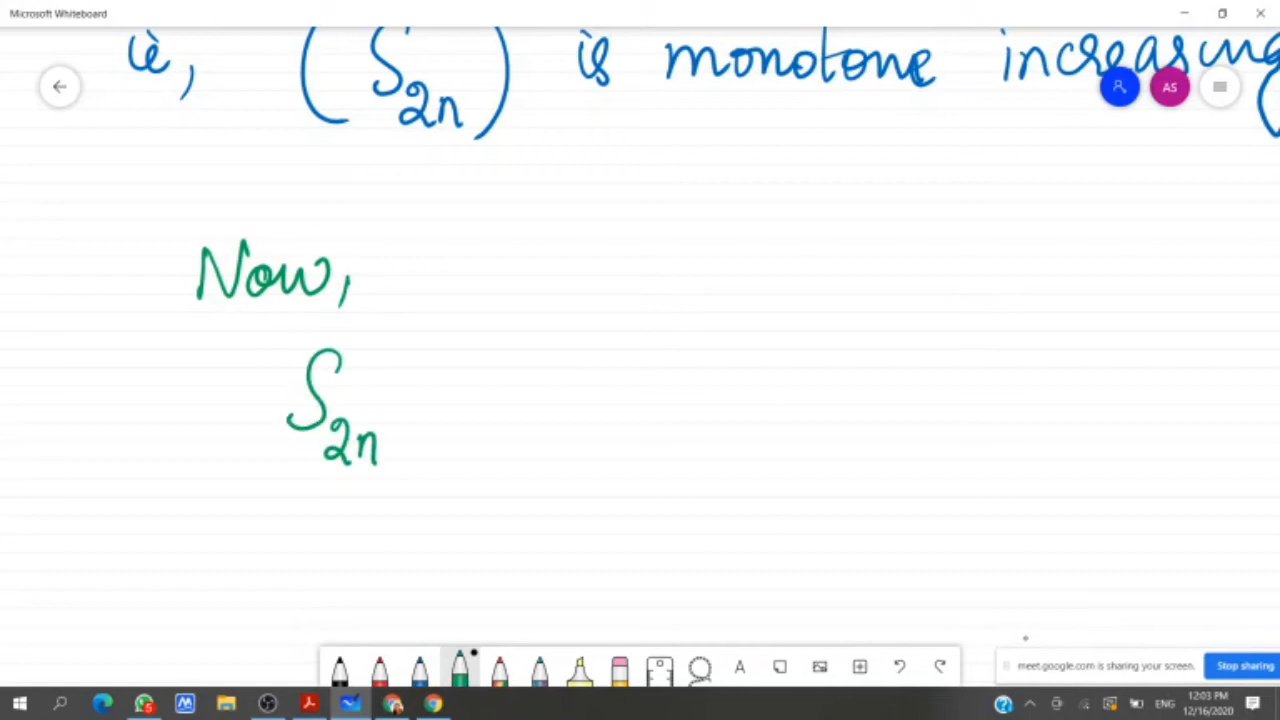 Microsoft Whiteboard
ie, (S2n) is monotone increasing
AS
Now,
S2n
A
meet.google.com is sharing your screen.
Stop sharing
ENG
12:03 PM
12/16/2020